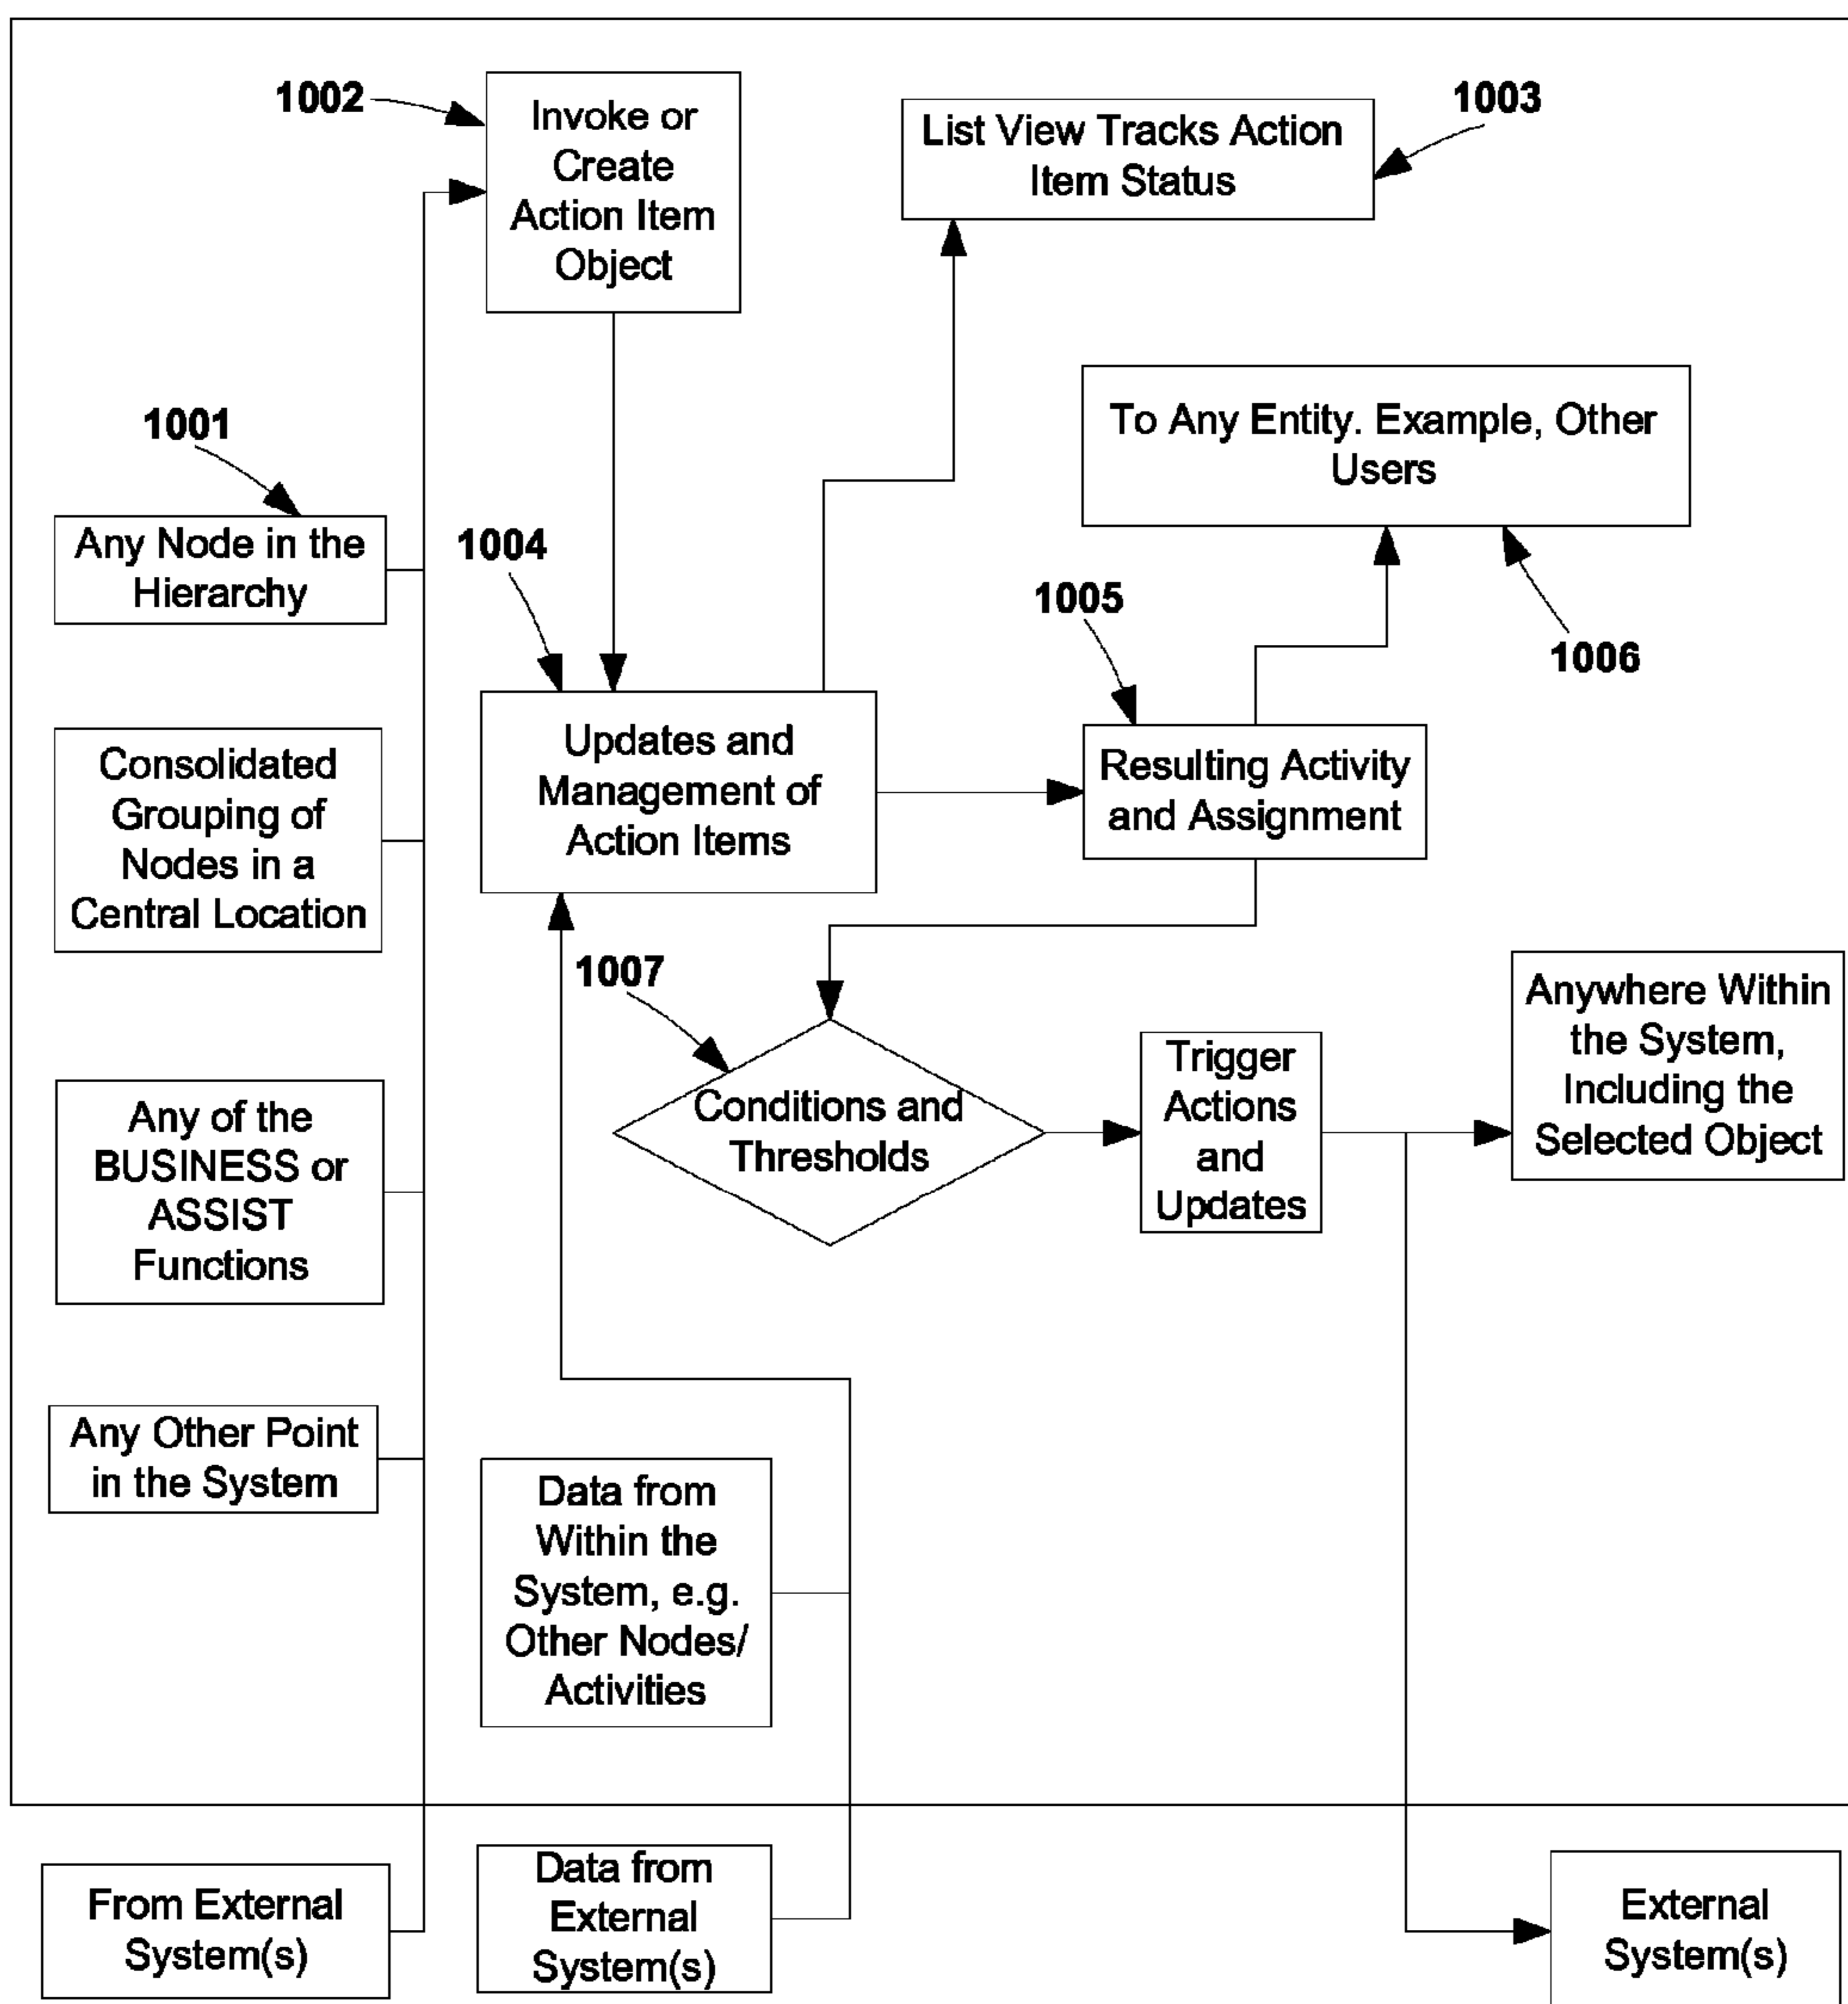 1002
Invoke or
Create
Action Item
Object
List View Tracks Action
Item Status
1003
1001
Any Node in the
Hierarchy
To Any Entity. Example, Other
Users
1004
1005
1006
Consolidated
Grouping of
Nodes in a
Central Location
Updates and
Management of
Action Items
Resulting Activity
and Assignment
1007
Any of the
BUSINESS or
ASSIST
Functions
Conditions and
Thresholds
Trigger
Actions
and
Updates
Anywhere Within
the System,
Including the
Selected Object
Any Other Point
in the System
Data from
Within the
System, e.g.
Other Nodes/
Activities
From External
System(s)
Data from
External
System(s)
External
System(s)